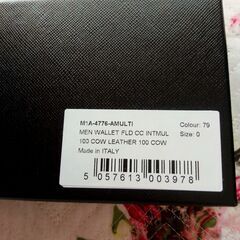 M1A-4776-AMULTI Colour: 79
MEN WALLET FLD CC INTMUL Size: 0
100 COW LEATHER 100 COW
Made in ITALY
5 057613 003978